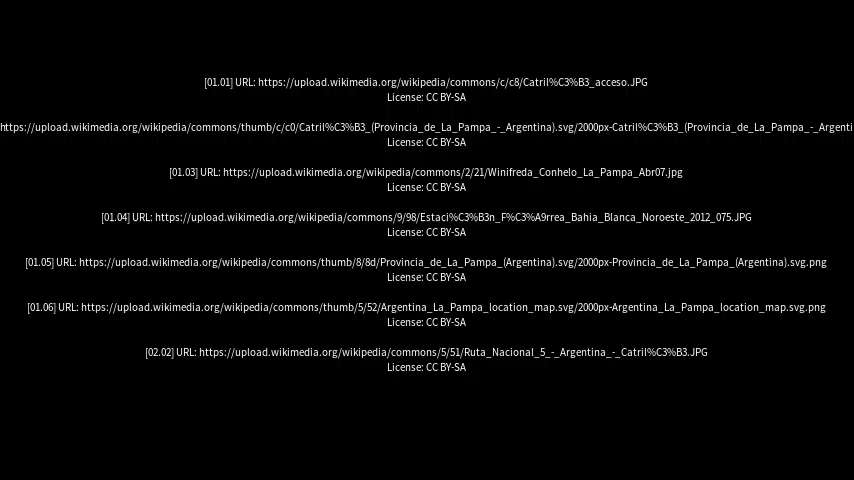 [01.01] URL: https://upload.wikimedia.org/wikipedia/commons/c/c8/Catril%C3%B3_acceso.JPG
License: CC BY-SA
https://upload.wikimedia.org/wikipedia/commons/thumb/c/c0/Catril%C3%B3_(Provincia_de_La_Pampa_-_Argentina).svg/2000px-Catril%C3%B3_(Provincia_de_La_Pampa_-_Argenti
License: CC BY-SA
[01.03] URL: https://upload.wikimedia.org/wikipedia/commons/2/21/Winifreda_Conhelo_La_Pampa_Abr07.jpg
License: CC BY-SA
[01.04] URL: https://upload.wikimedia.org/wikipedia/commons/9/98/Estaci%C3%B3n_F%C3%A9rrea_Bahia_Blanca_Noroeste_2012_075.JPG
License: CC BY-SA
[01.05] URL: https://upload.wikimedia.org/wikipedia/commons/thumb/8/8d/Provincia_de_La_Pampa_(Argentina).svg/2000px-Provincia_de_La_Pampa_(Argentina).svg.png
License: CC BY-SA
[01.06] URL: https://upload.wikimedia.org/wikipedia/commons/thumb/5/52/Argentina_La_Pampa_location_map.svg/2000px-Argentina_La_Pampa_location_map.svg.png
License: CC BY-SA
[02.02] URL: https://upload.wikimedia.org/wikipedia/commons/5/51/Ruta_Nacional_5_-_Argentina_-_Catril%C3%B3.JPG
License: CC BY-SA